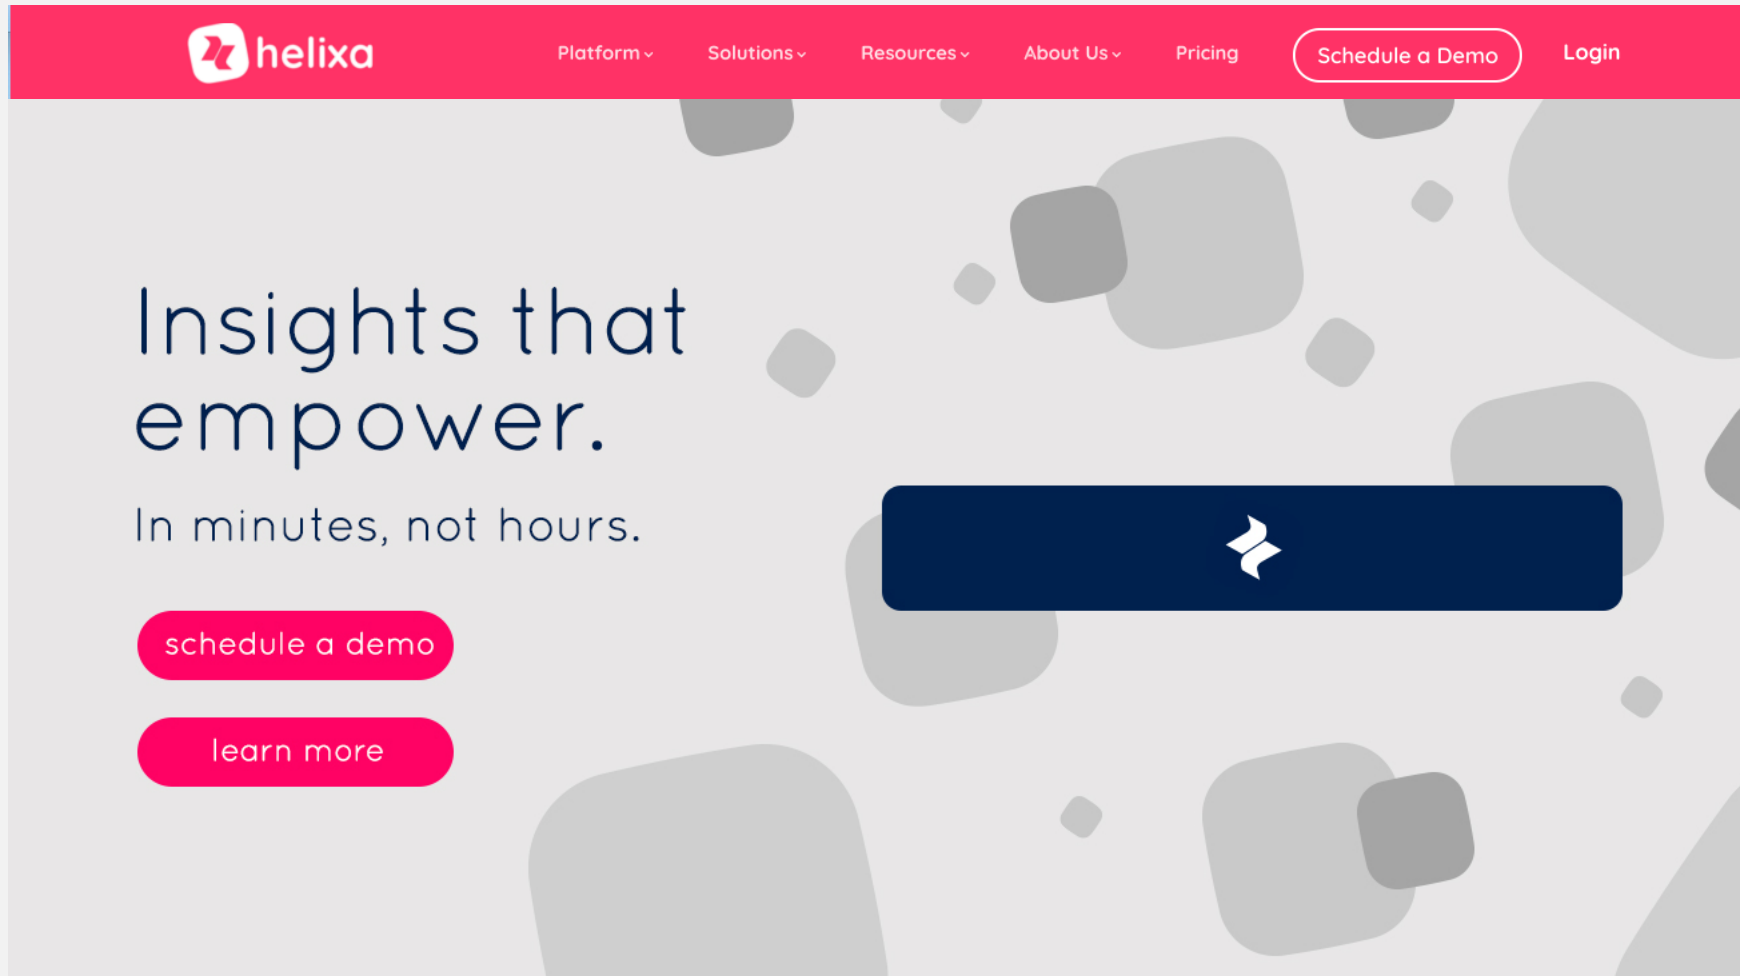 helixa
Platform
Solutions
Resources
About Us
Pricing
Schedule a Demo
Login
Insights that
empower.
In minutes, not hours.
schedule a demo
learn more